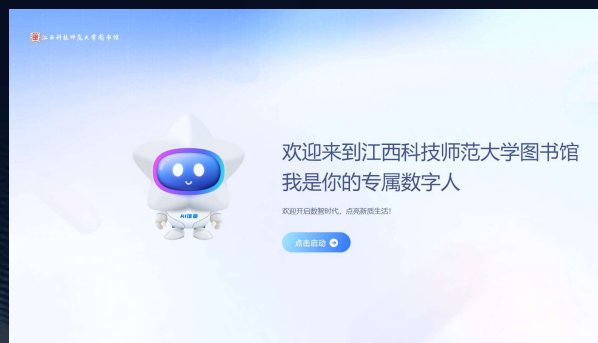 江西科技师范大学图书馆
欢迎来到江西科技师范大学图书馆
我是你的专属数字人
欢迎开启数智时代，点亮新质生活！
点击启动